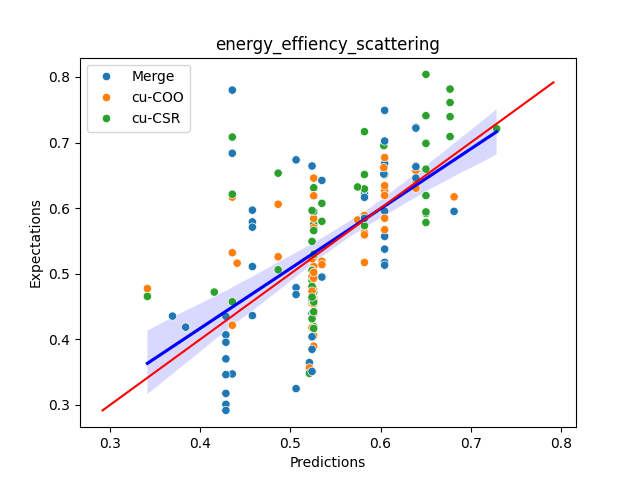 energy_effiency_scattering
Merge
cu-COO
cu-CSR
Expectations
0.8
0.7
0.6
0.5
0.4
0.3
0.3 0.4 0.5 0.6 0.7 0.8
Predictions